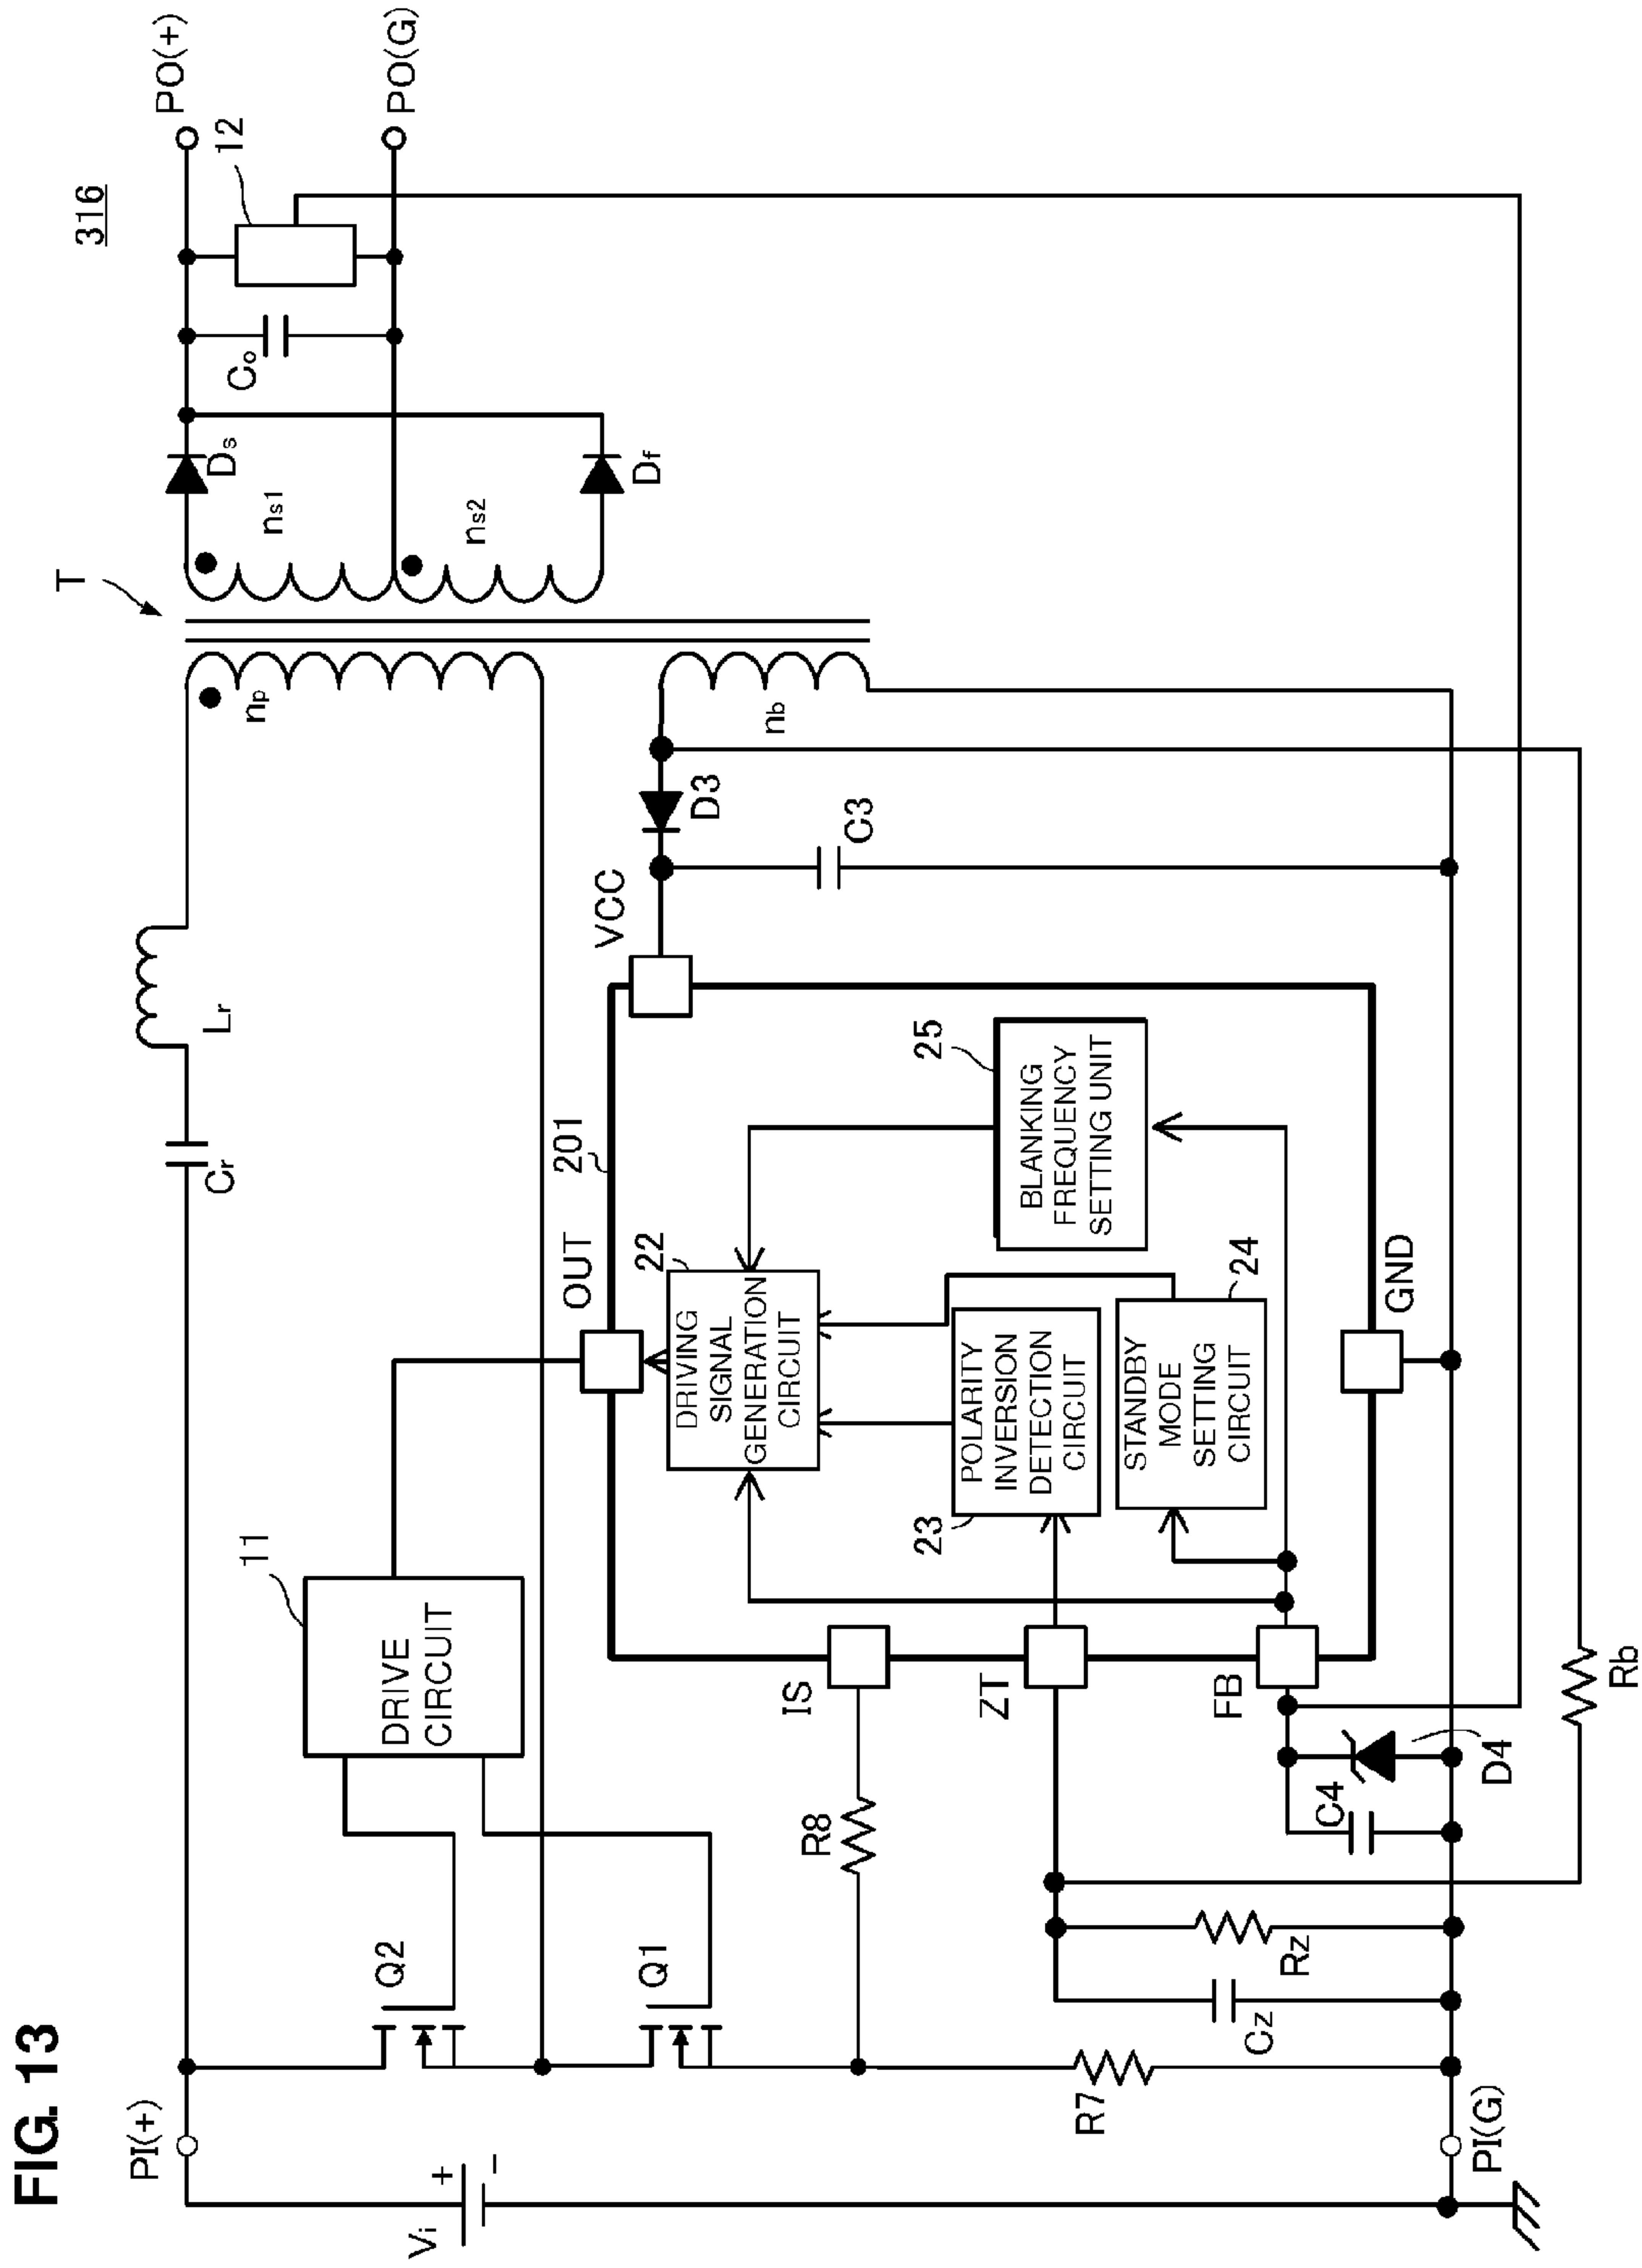 FIG. 13
316
T
PI(+)
Cr
Lr
np
ns1
Ds
Co
12
PO(+)
PO(G)
ns2
Df
Vi
+
-
Q2
11
DRIVE
CIRCUIT
Q1
OUT
201
VCC
D3
nb
C3
22
DRIVING
SIGNAL
GENERATION
CIRCUIT
25
BLANKING
FREQUENCY
SETTING UNIT
IS
R8
23
POLARITY
INVERSION
DETECTION
CIRCUIT
ZT
24
STANDBY
MODE
SETTING
CIRCUIT
FB
GND
R7
Cz
Rz
C4
D4
PI(G)
Rb